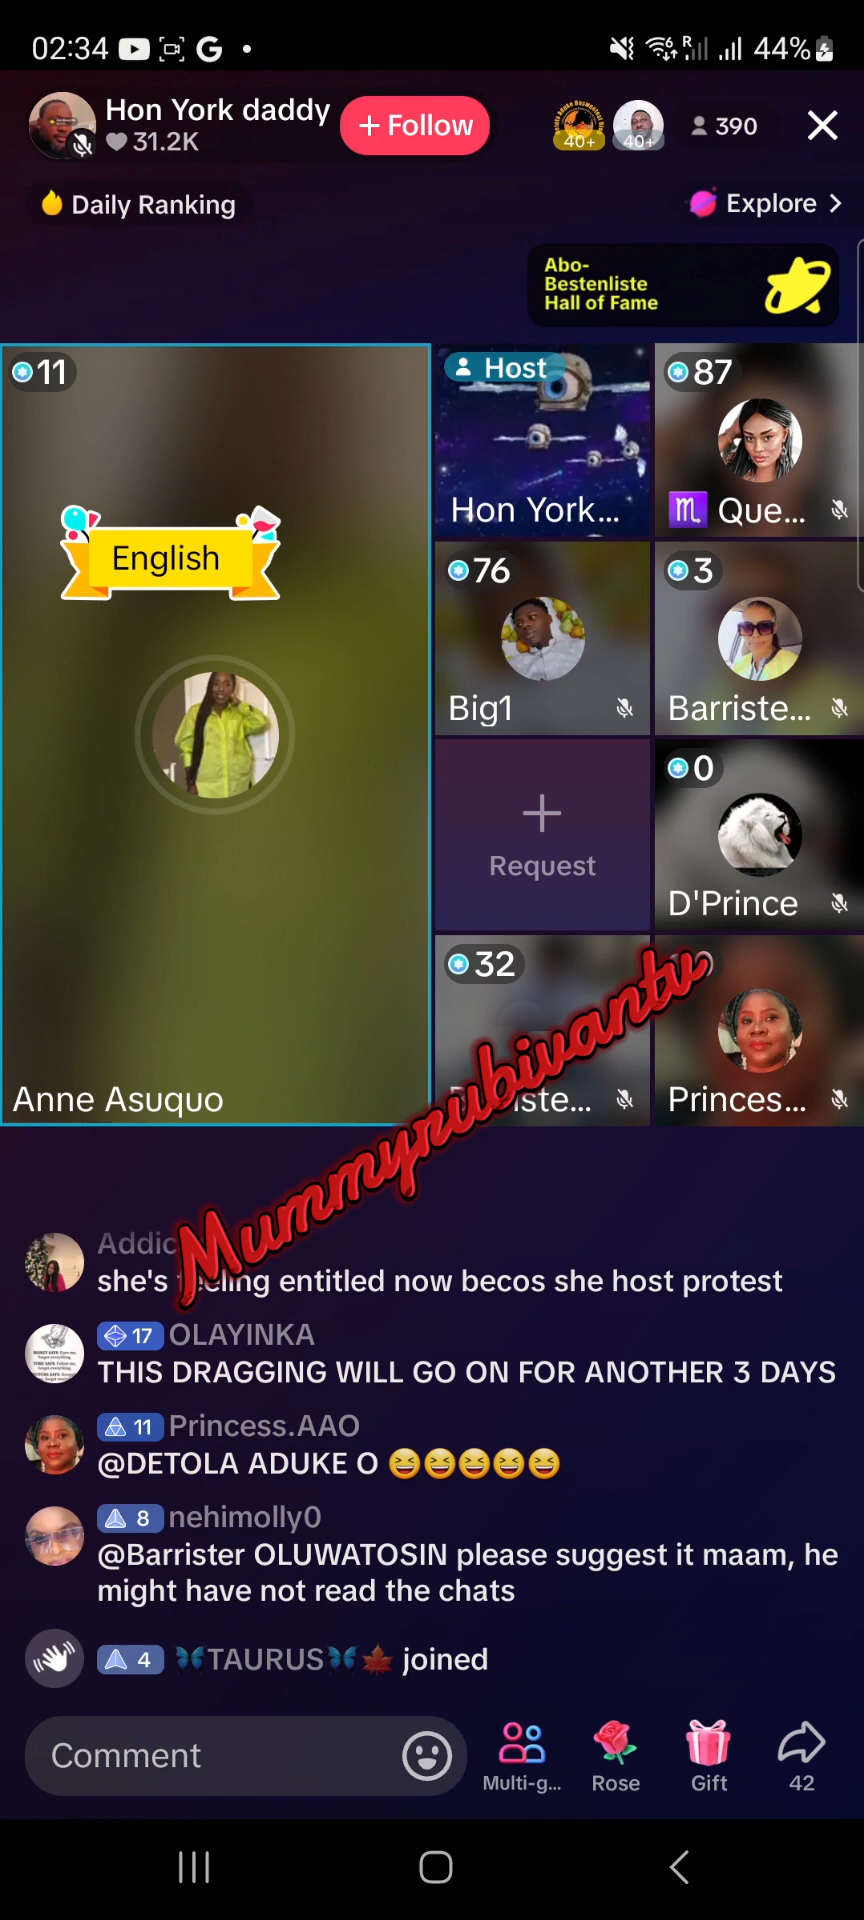 02:34
R
44%
Hon York daddy
31.2K
+ Follow
40+
40+
390
Daily Ranking
Explore >
Abo-
Bestenliste
Hall of Fame
11
English
Anne Asuquo
Host
Hon York...
87
Que...
76
Big1
3
Barriste...
Request
0
D'Prince
32
iste...
Princes...
Mummyrubivantv
Addic
she's feeling entitled now becos she host protest
17 OLAYINKA
THIS DRAGGING WILL GO ON FOR ANOTHER 3 DAYS
11 Princess.AAO
@DETOLA ADUKE O 😆😆😆😆😆
8 nehimolly0
@Barrister OLUWATOSIN please suggest it maam, he
might have not read the chats
4 🦋TAURUS🦋🍁 joined
Comment
Multi-g...
Rose
Gift
42